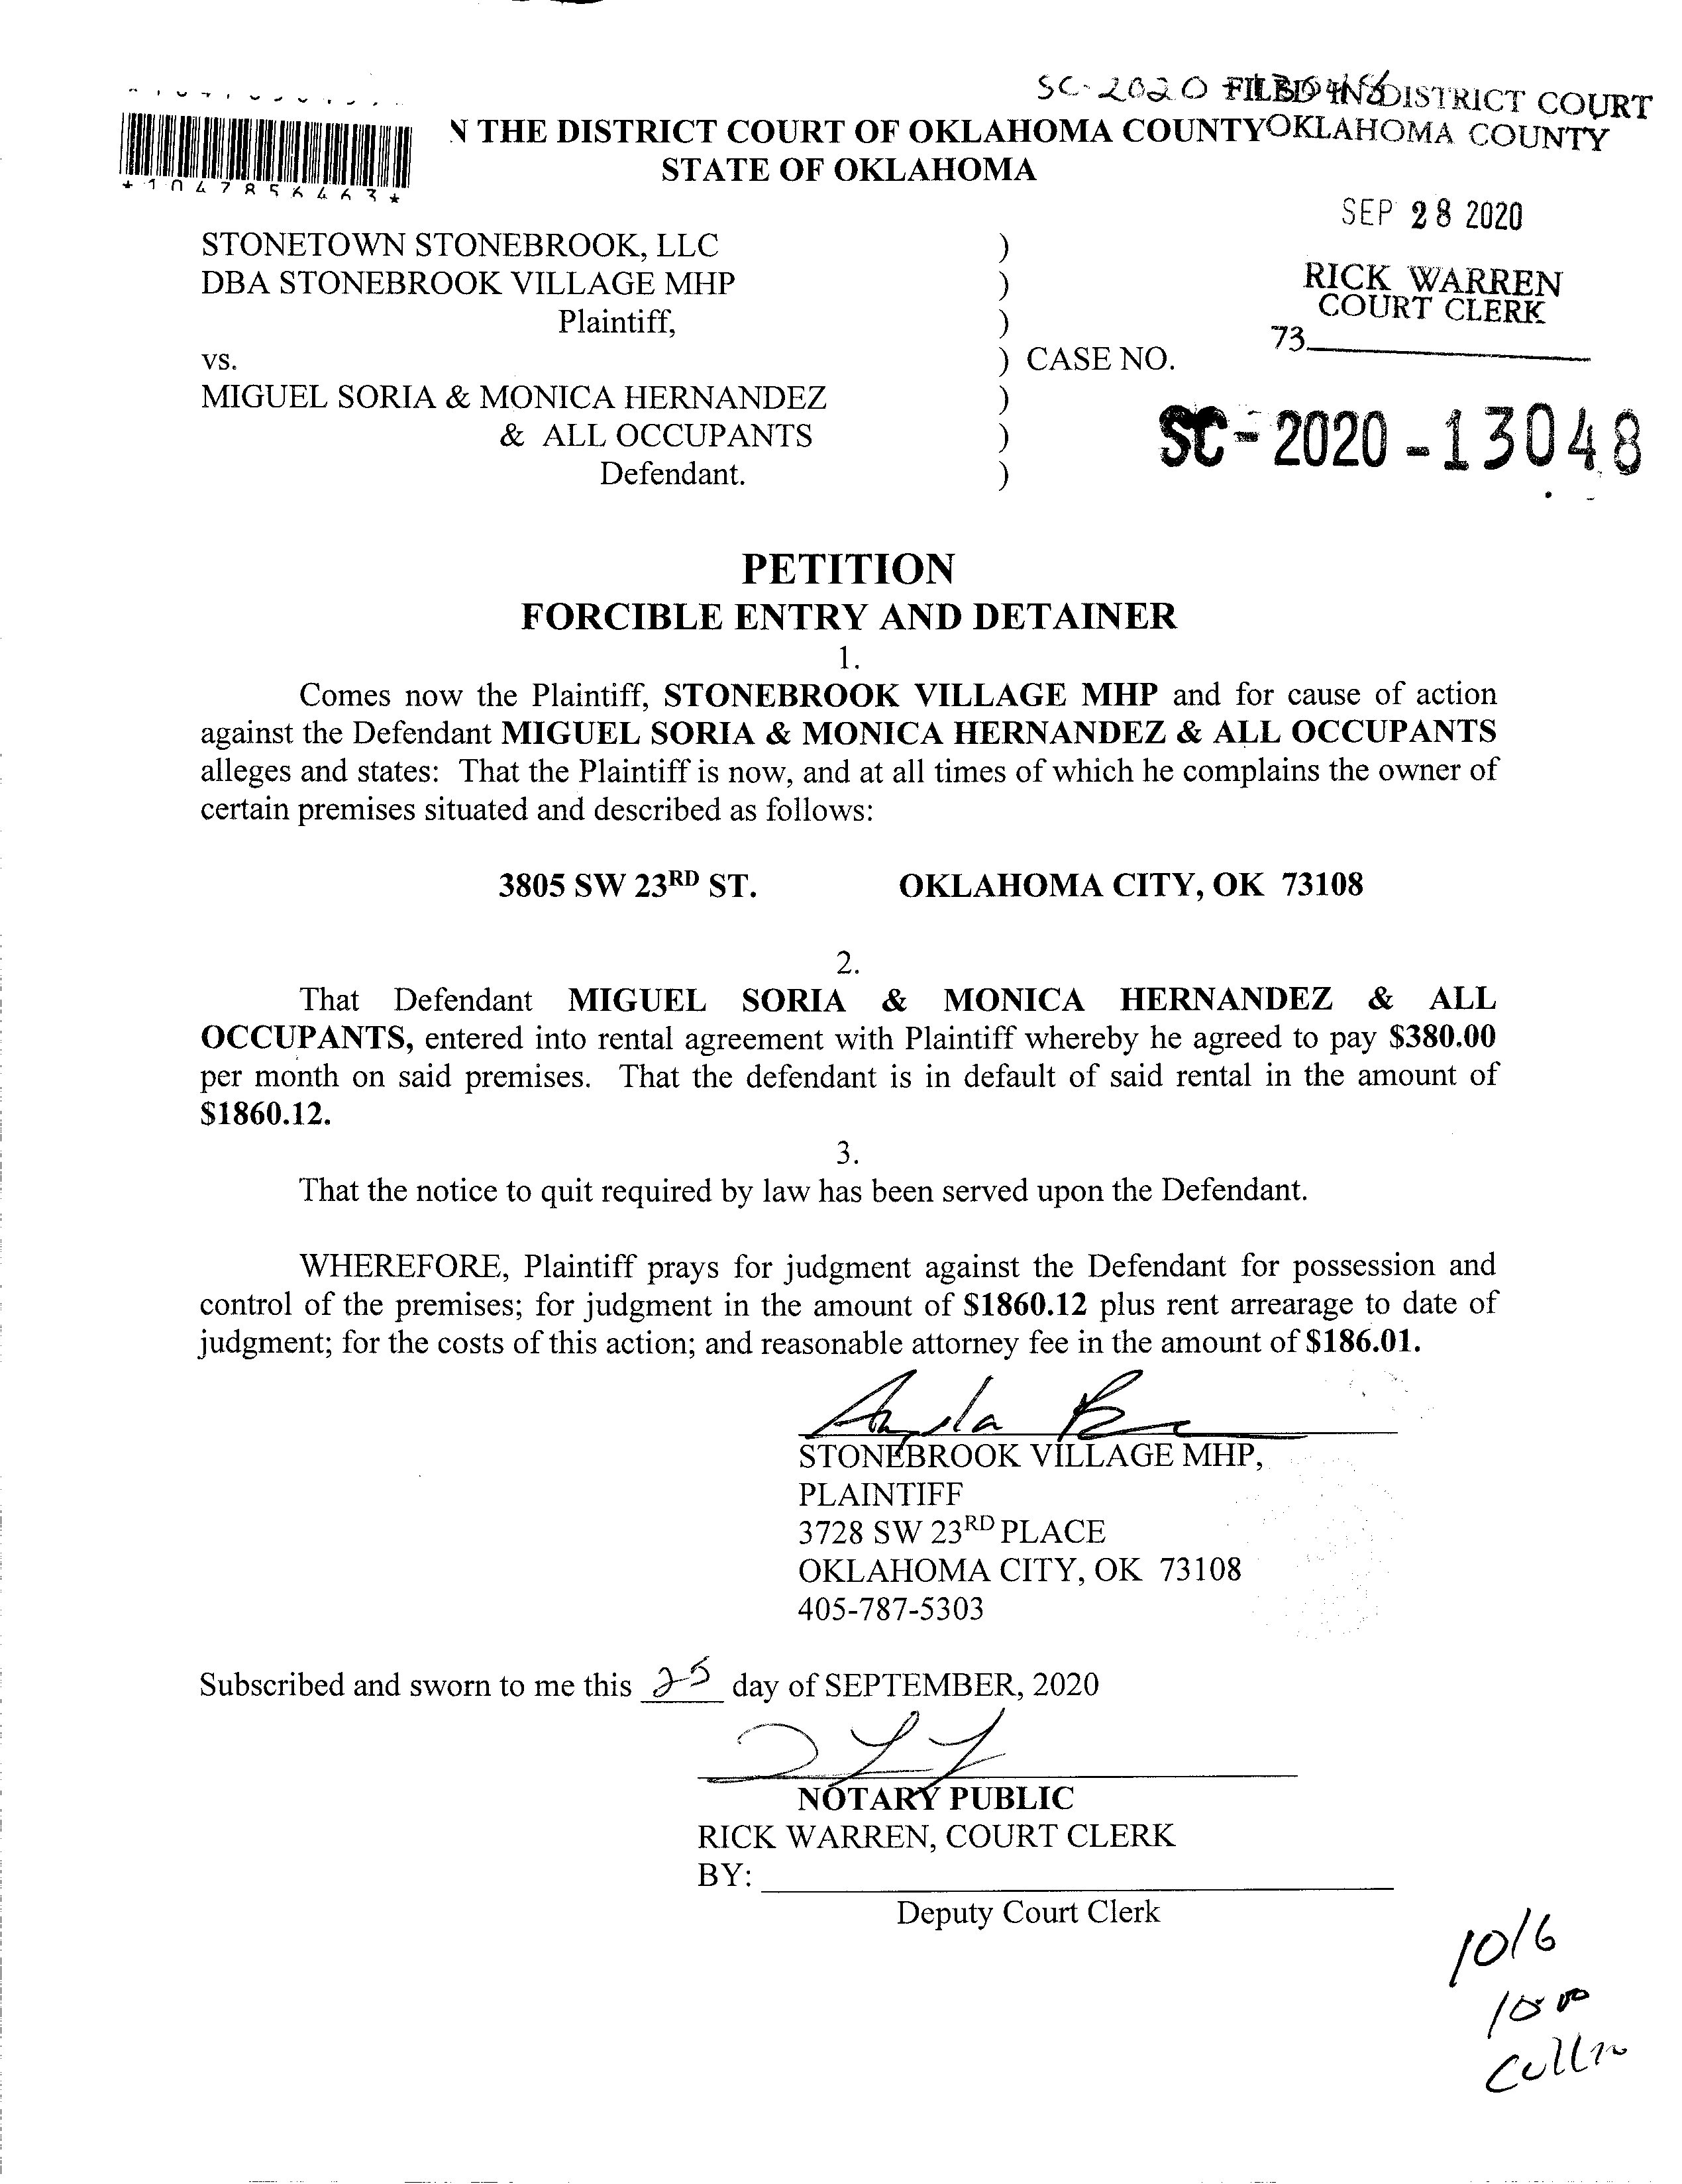 SC-2020 FILED IN DISTRICT COURT
N THE DISTRICT COURT OF OKLAHOMA COUNTY OKLAHOMA COUNTY
STATE OF OKLAHOMA
*1047856463*
SEP 28 2020
STONETOWN STONEBROOK, LLC )
DBA STONEBROOK VILLAGE MHP )
RICK WARREN
COURT CLERK
Plaintiff, )
73
vs. ) CASE NO.
MIGUEL SORIA & MONICA HERNANDEZ )
& ALL OCCUPANTS )
SC-2020-13048
Defendant. )
PETITION
FORCIBLE ENTRY AND DETAINER
1.
Comes now the Plaintiff, STONEBROOK VILLAGE MHP and for cause of action
against the Defendant MIGUEL SORIA & MONICA HERNANDEZ & ALL OCCUPANTS
alleges and states: That the Plaintiff is now, and at all times of which he complains the owner of
certain premises situated and described as follows:
3805 SW 23RD ST. OKLAHOMA CITY, OK 73108
2.
That Defendant MIGUEL SORIA & MONICA HERNANDEZ & ALL
OCCUPANTS, entered into rental agreement with Plaintiff whereby he agreed to pay $380.00
per month on said premises. That the defendant is in default of said rental in the amount of
$1860.12.
3.
That the notice to quit required by law has been served upon the Defendant.
WHEREFORE, Plaintiff prays for judgment against the Defendant for possession and
control of the premises; for judgment in the amount of $1860.12 plus rent arrearage to date of
judgment; for the costs of this action; and reasonable attorney fee in the amount of $186.01.
Angela
STONEBROOK VILLAGE MHP,
PLAINTIFF
3728 SW 23RD PLACE
OKLAHOMA CITY, OK 73108
405-787-5303
Subscribed and sworn to me this 25 day of SEPTEMBER, 2020
NOTARY PUBLIC
RICK WARREN, COURT CLERK
BY:
Deputy Court Clerk
10/6
1000